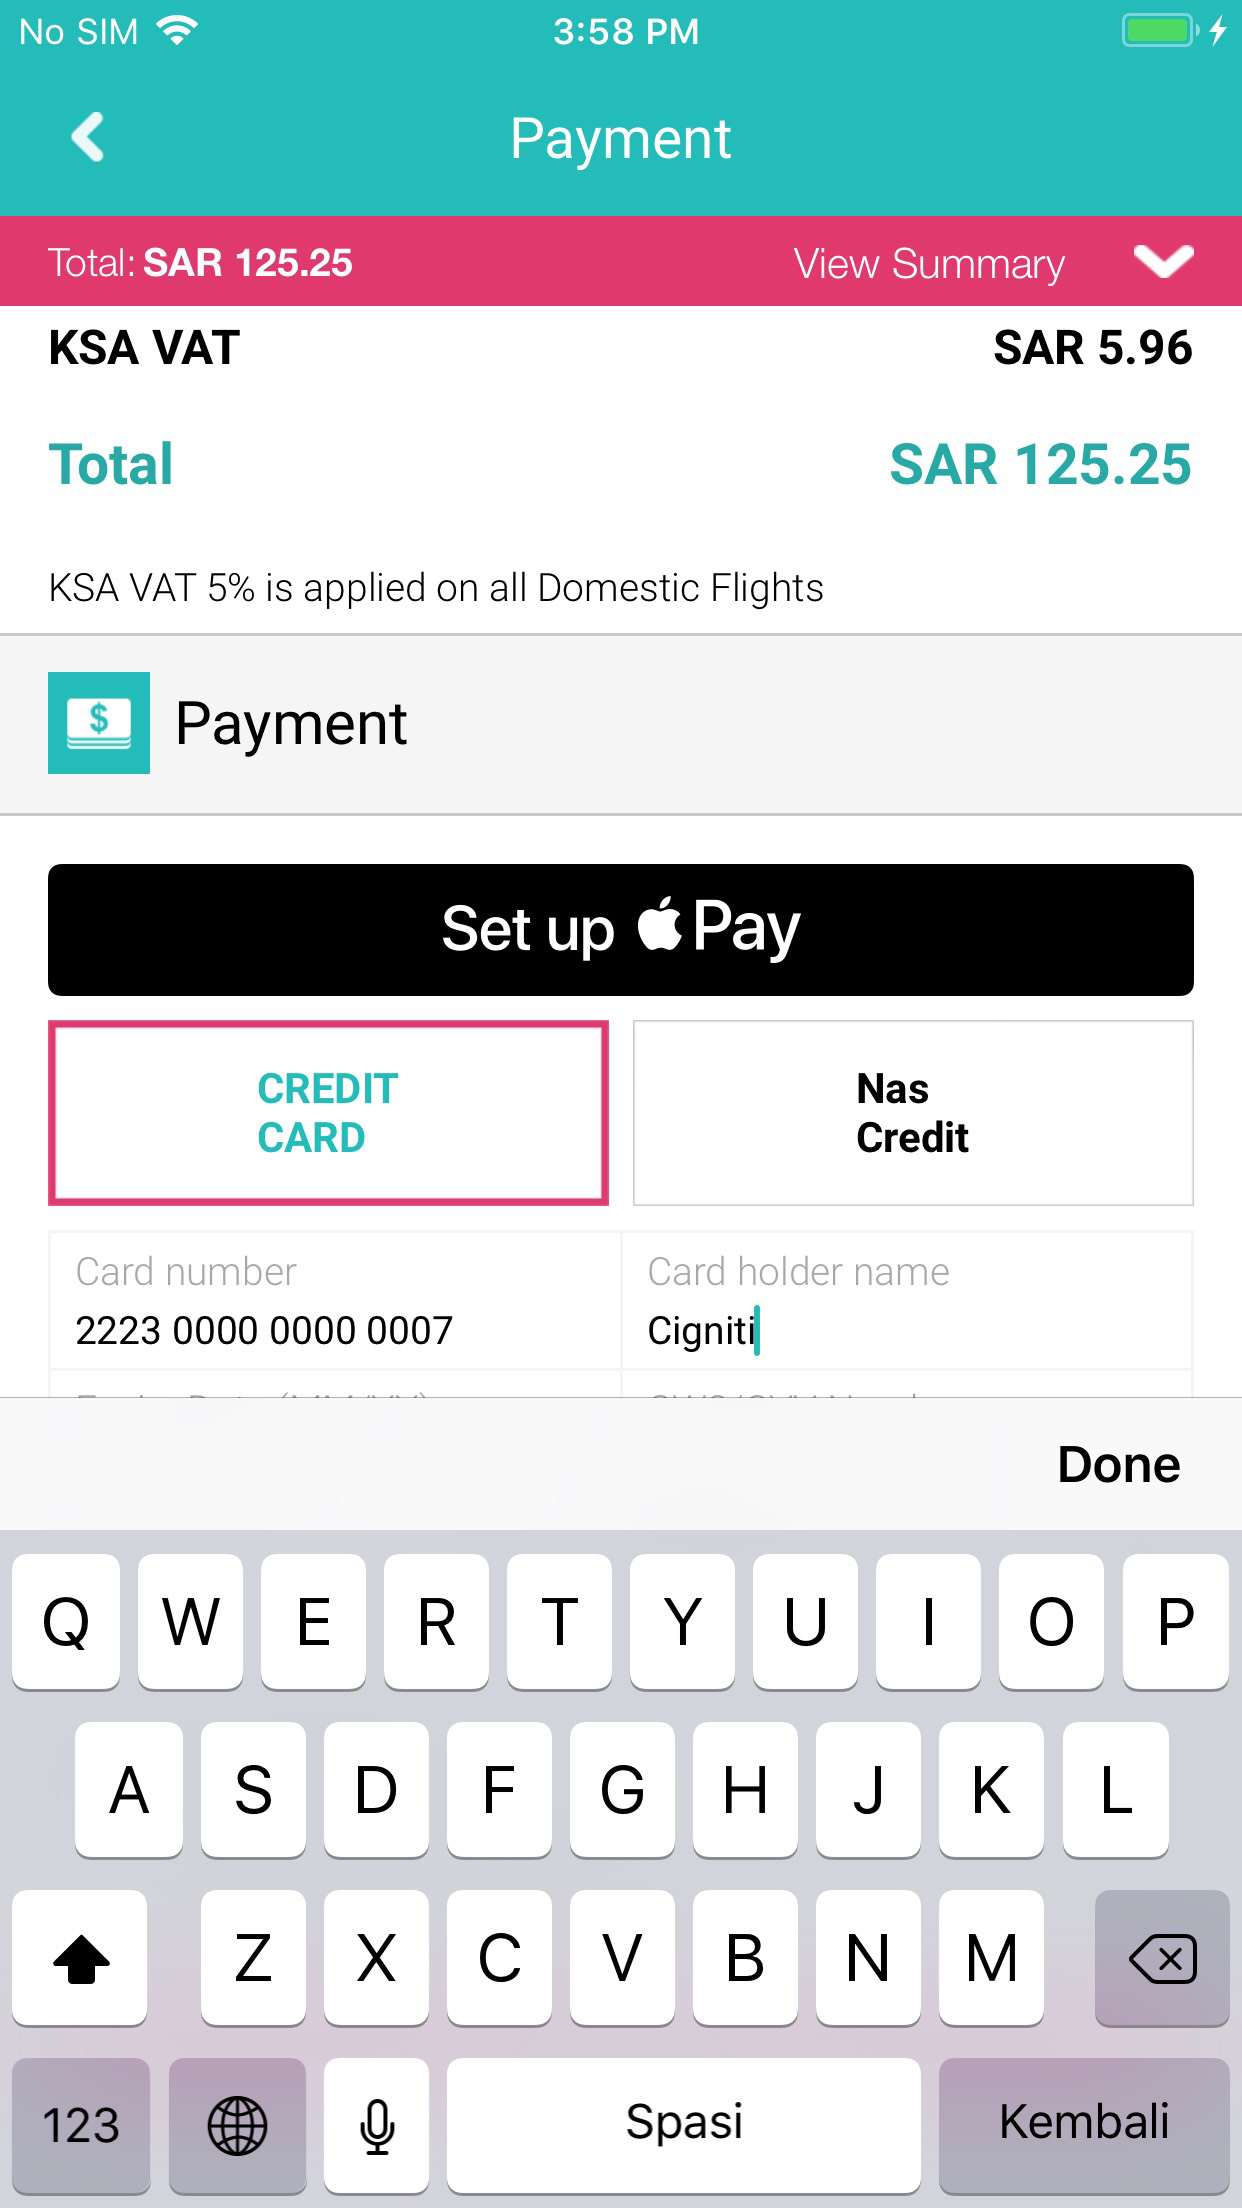 No SIM 3:58 PM
Payment
Total: SAR 125.25 View Summary
KSA VAT SAR 5.96
Total SAR 125.25
KSA VAT 5% is applied on all Domestic Flights
$ Payment
Set up Pay
CREDIT
CARD
Nas
Credit
Card number
2223 0000 0000 0007
Card holder name
Cigniti
Done
Q W E R T Y U I O P
A S D F G H J K L
Z X C V B N M
123 Spasi Kembali